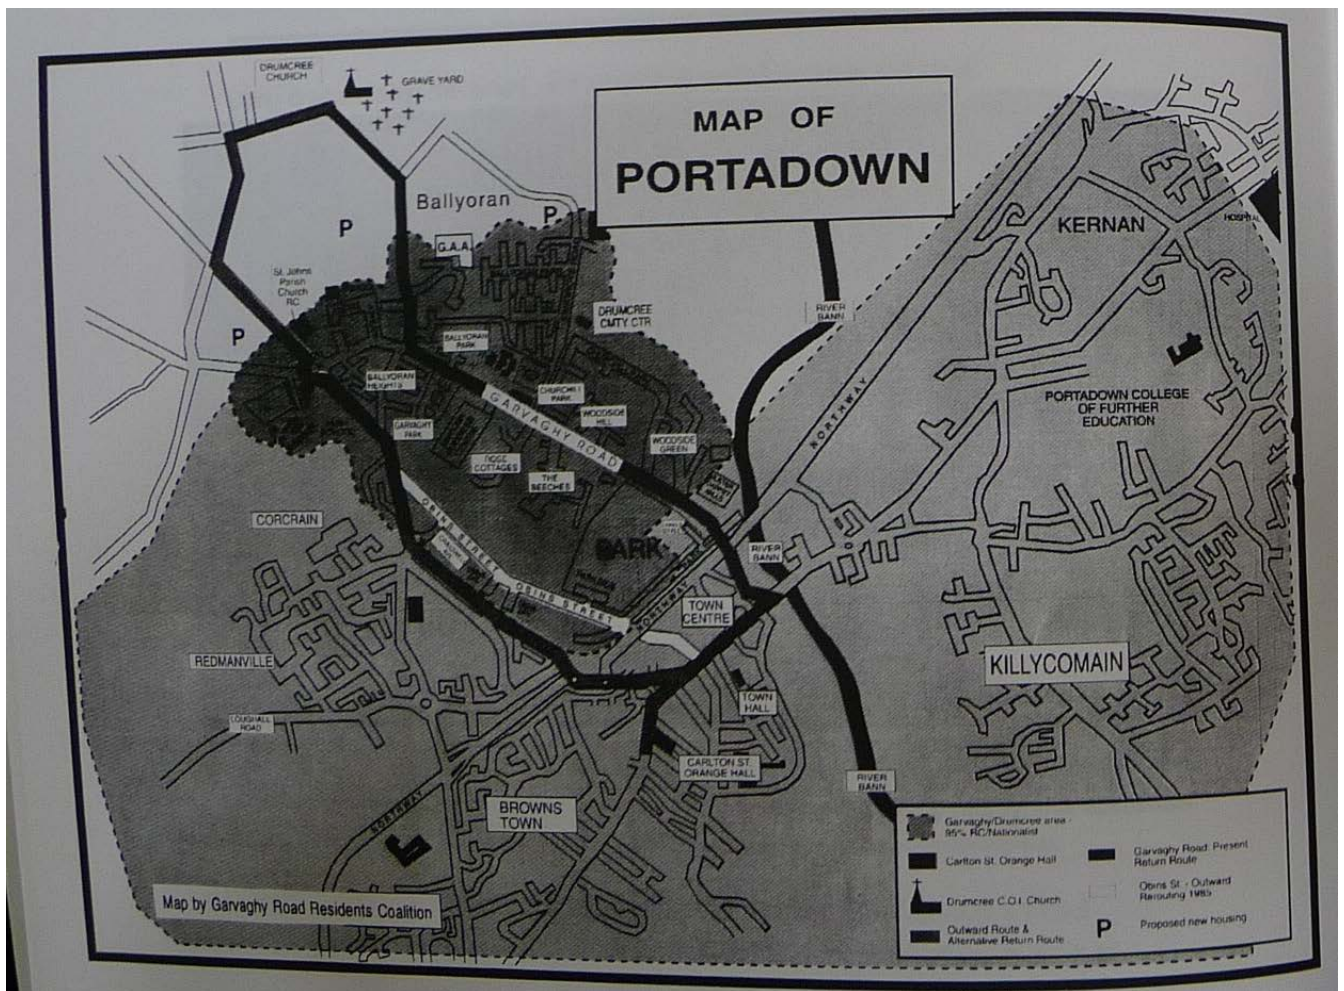 MAP OF
PORTADOWN
DRUMCREE
CHURCH
GRAVE YARD
Ballyoran
P
P
P
G.A.A.
St. Johns
Parish
Church
RC
DRUMCREE
CMTY CTR
RIVER
BANN
KERNAN
HOSPITAL
BALLYORAN
PARK
BALLYORAN
HEIGHTS
CHURCHILL
PARK
GARVAGHY ROAD
WOODSIDE
HILL
WOODSIDE
GREEN
GARVAGHY
PARK
COTTAGES
THE
BEECHES
NORTHWAY
PORTADOWN COLLEGE
OF FURTHER
EDUCATION
CORCRAIN
OBINS STREET
OBINS STREET
PARK
RIVER
BANN
NORTHWAY
TOWN
CENTRE
REDMANVILLE
KILLYCOMAIN
LOUGHALL
ROAD
TOWN
HALL
CARLTON ST.
ORANGE HALL
RIVER
BANN
BROWNS
TOWN
NORTHWAY
Map by Garvaghy Road Residents Coalition
Garvaghy/Drumcree area -
95% RC/Nationalist
Carlton St. Orange Hall
Drumcree C.O.I. Church
Outward Route &
Alternative Return Route
Garvaghy Road: Present
Return Route
Obins St. - Outward
Rerouting 1985
P
Proposed new housing